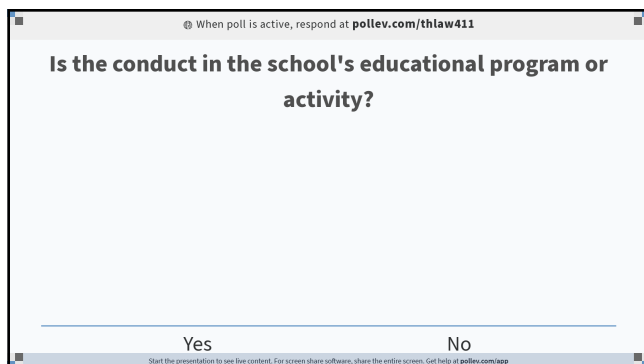 When poll is active, respond at pollev.com/thlaw411
Is the conduct in the school's educational program or
activity?
Yes No
Start the presentation to see live content. For screen share software, share the entire screen. Get help at pollev.com/app